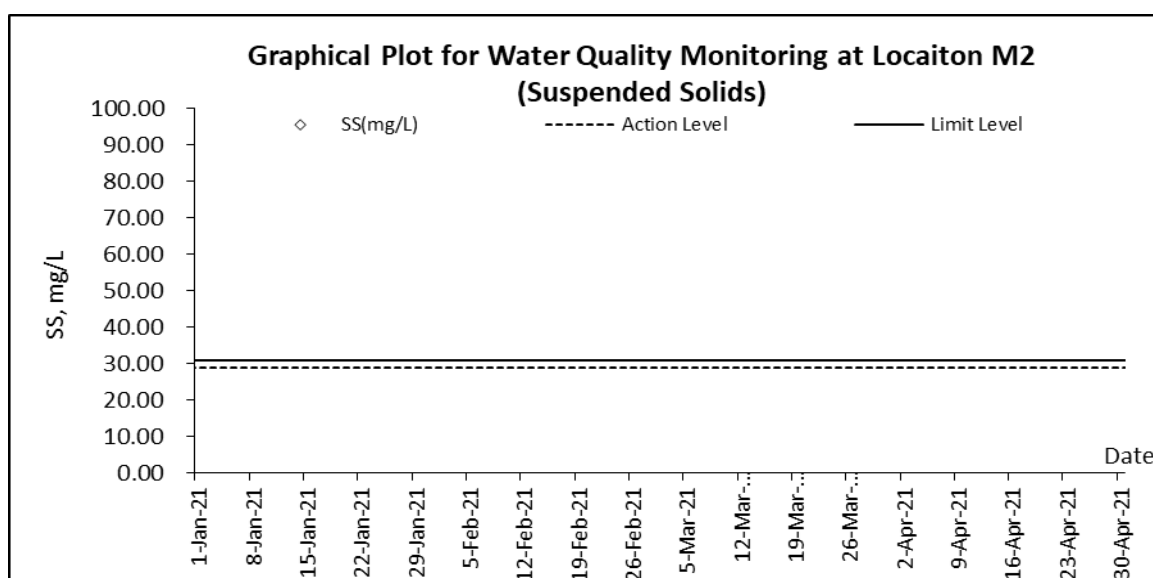 Graphical Plot for Water Quality Monitoring at Locaiton M2
(Suspended Solids)
SS(mg/L) Action Level Limit Level
100.00
90.00
80.00
70.00
60.00
50.00
40.00
30.00
20.00
10.00
0.00
SS, mg/L
Date
1-Jan-21
8-Jan-21
15-Jan-21
22-Jan-21
29-Jan-21
5-Feb-21
12-Feb-21
19-Feb-21
26-Feb-21
5-Mar-21
12-Mar-...
19-Mar-...
26-Mar-...
2-Apr-21
9-Apr-21
16-Apr-21
23-Apr-21
30-Apr-21